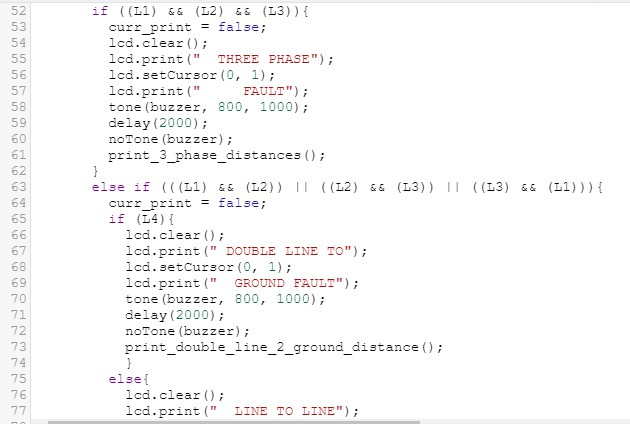 52 if ((L1) && (L2) && (L3)){
53 curr_print = false;
54 lcd.clear();
55 lcd.print("  THREE PHASE");
56 lcd.setCursor(0, 1);
57 lcd.print("     FAULT");
58 tone(buzzer, 800, 1000);
59 delay(2000);
60 noTone(buzzer);
61 print_3_phase_distances();
62 }
63 else if (((L1) && (L2)) || ((L2) && (L3)) || ((L3) && (L1))){
64 curr_print = false;
65 if (L4){
66 lcd.clear();
67 lcd.print(" DOUBLE LINE TO");
68 lcd.setCursor(0, 1);
69 lcd.print("  GROUND FAULT");
70 tone(buzzer, 800, 1000);
71 delay(2000);
72 noTone(buzzer);
73 print_double_line_2_ground_distance();
74 }
75 else{
76 lcd.clear();
77 lcd.print("  LINE TO LINE");